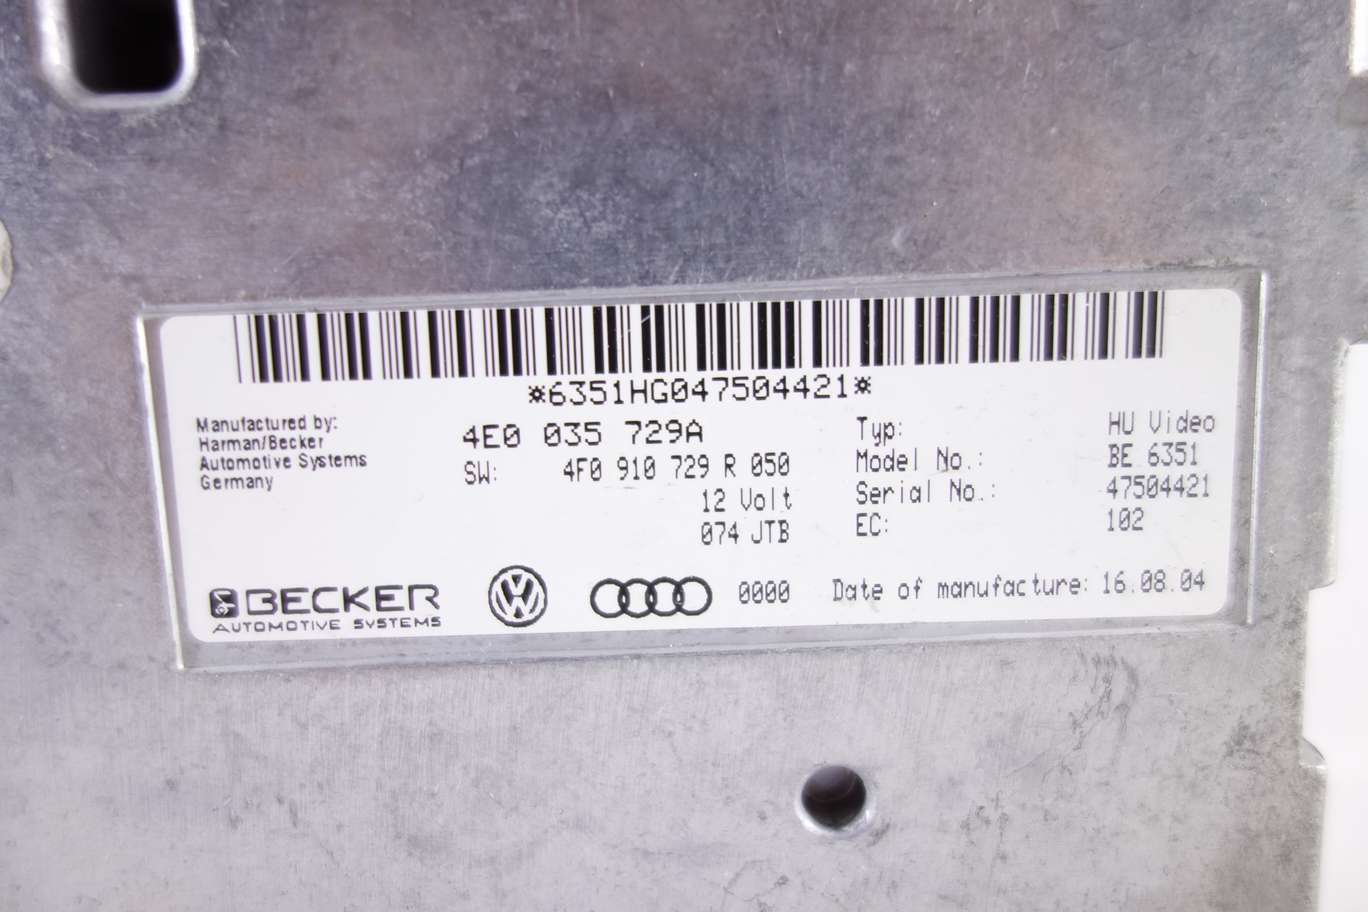 *6351HG047504421*
Manufactured by:
Harman/Becker
Automotive Systems
Germany
4E0 035 729A
SW: 4F0 910 729 R 050
12 Volt
074 JTB
Typ: HU Video
Model No.: BE 6351
Serial No.: 47504421
EC: 102
BECKER
AUTOMOTIVE SYSTEMS
VW
0000
Date of manufacture: 16.08.04